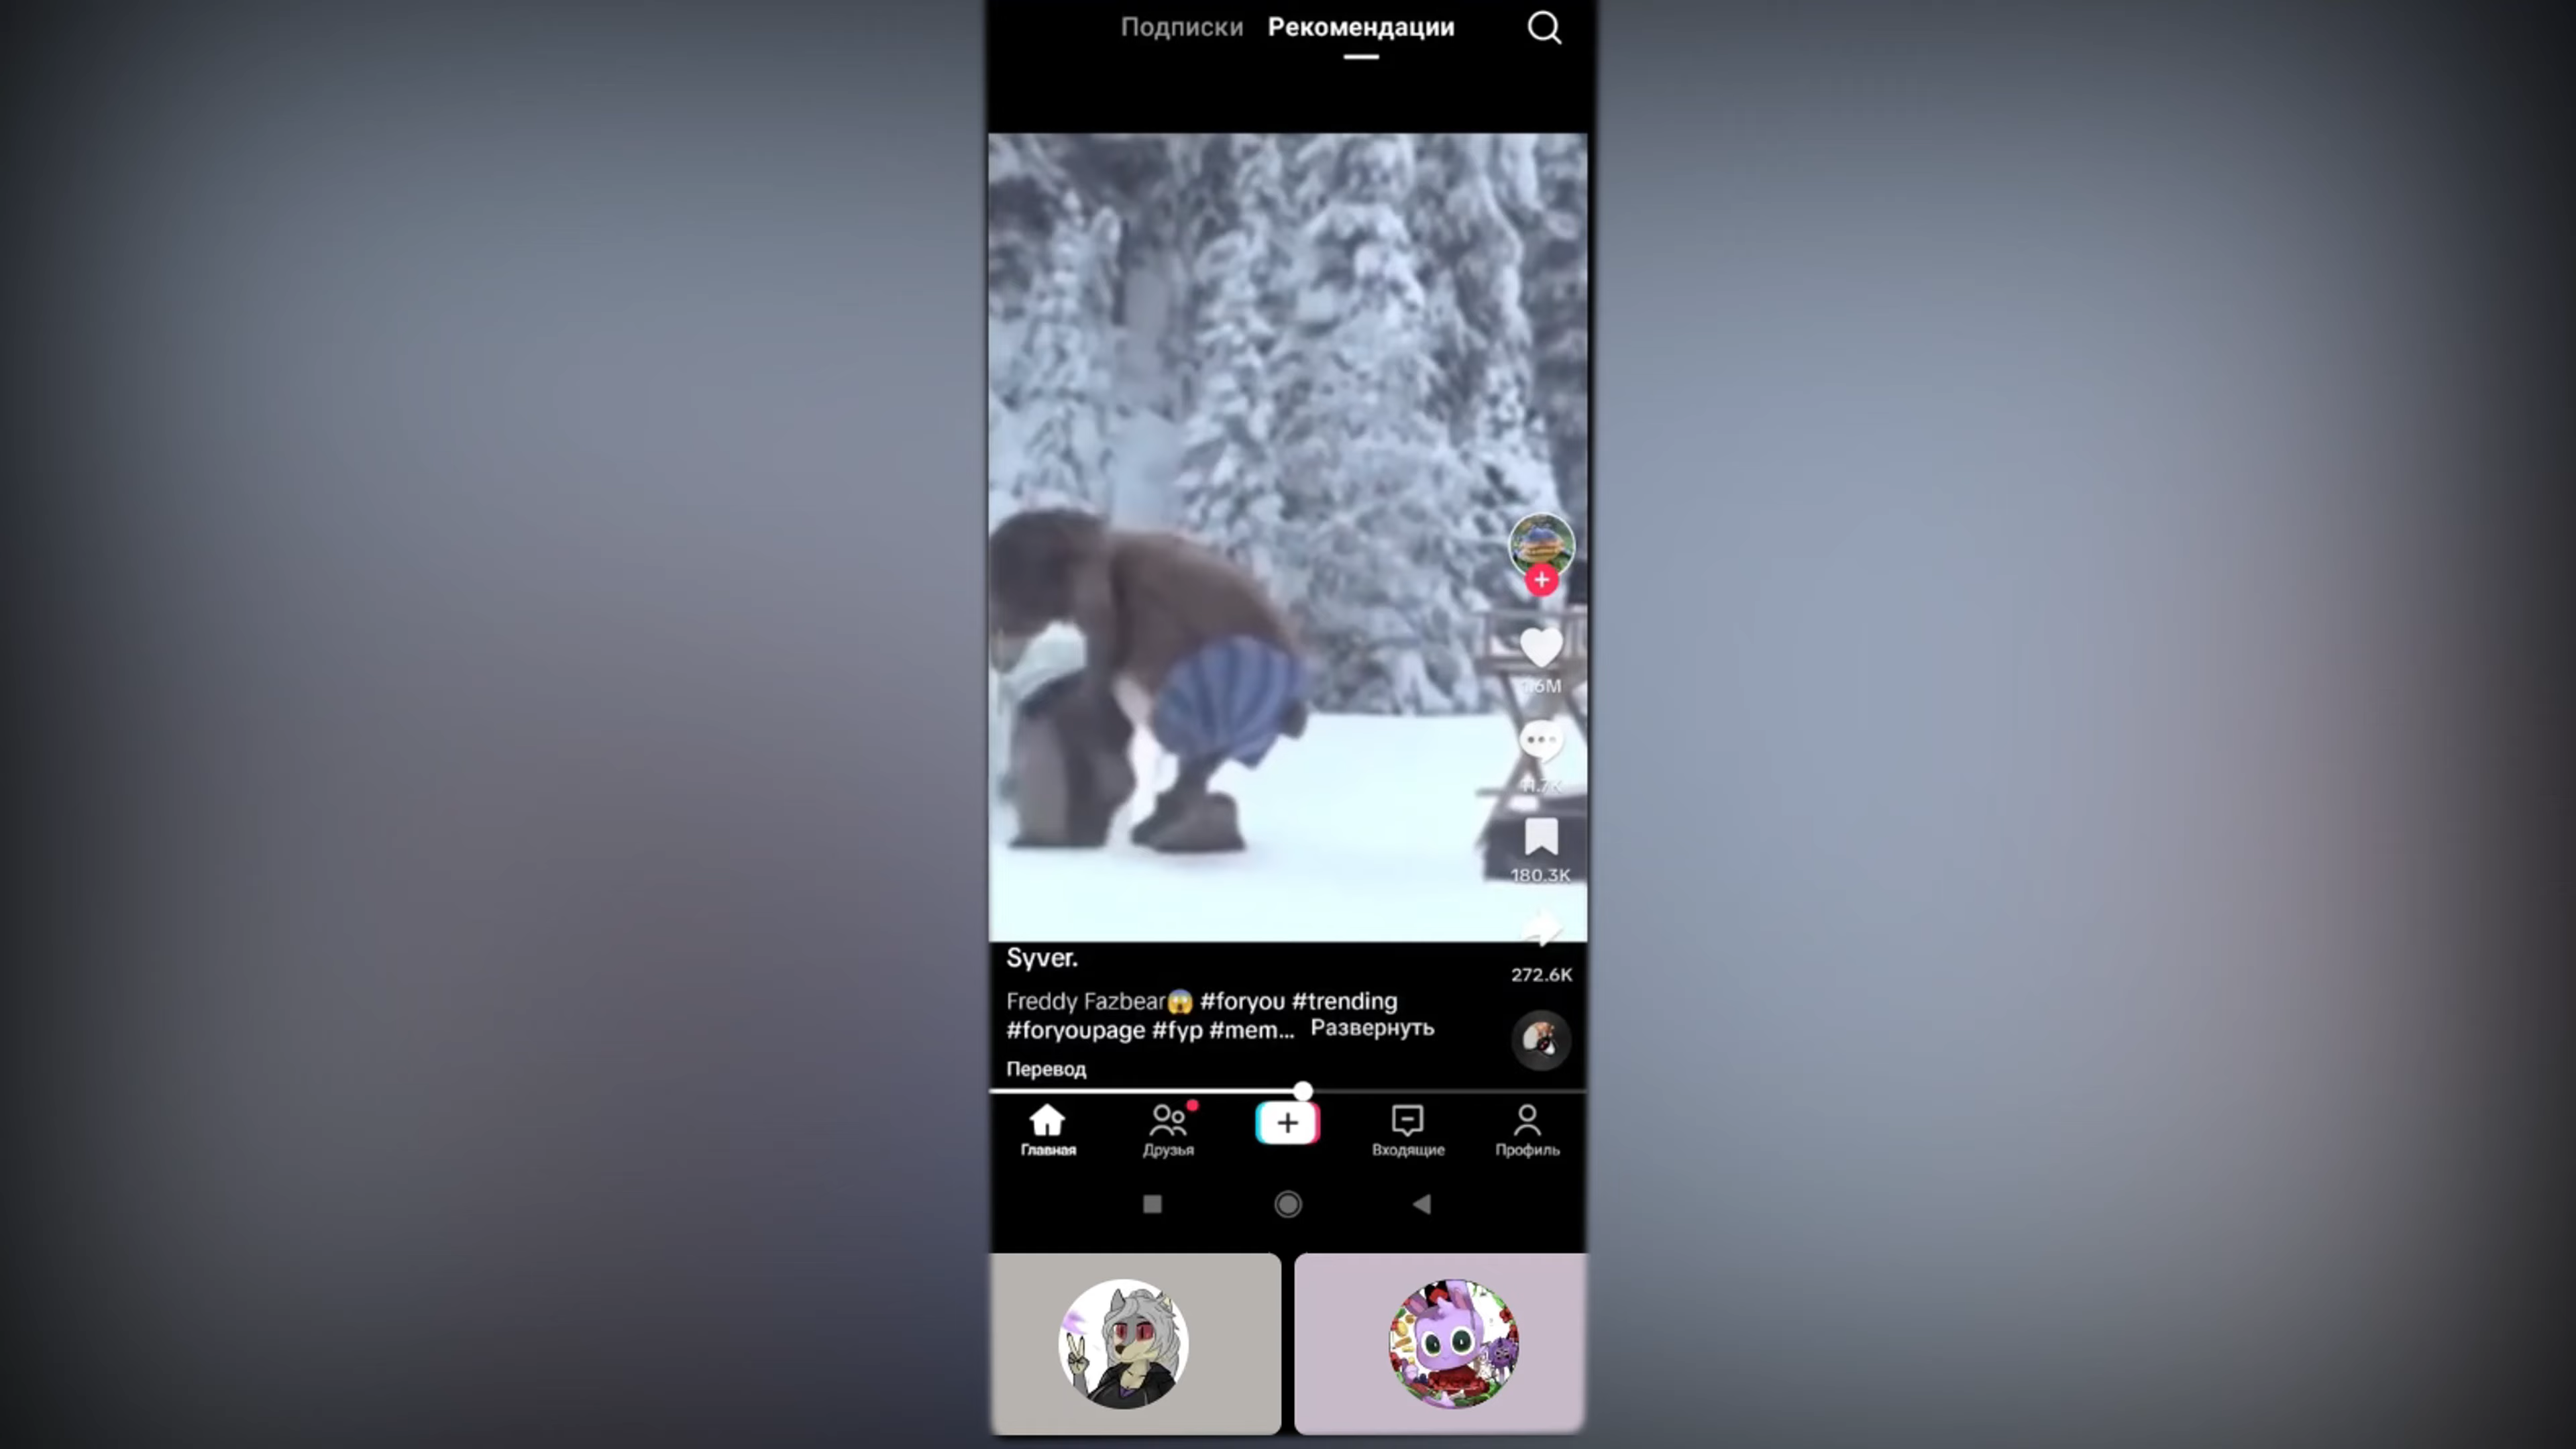 Подписки Рекомендации
180.3K
Syver.
272.6K
Freddy Fazbear😱 #foryou #trending
#foryoupage #fyp #mem... Развернуть
Перевод
Главная Друзья Входящие Профиль